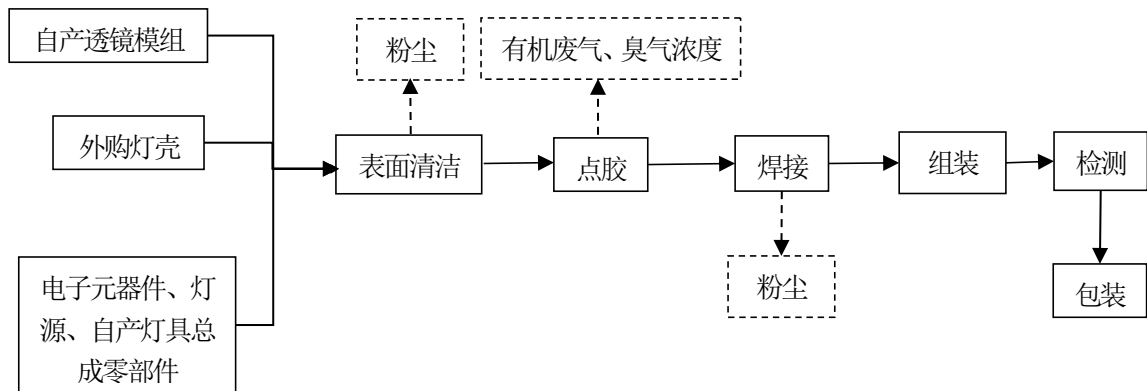 自产透镜模组
粉尘
有机废气、臭气浓度
外购灯壳
表面清洁
点胶
焊接
组装
检测
电子元器件、灯
源、自产灯具总
成零部件
粉尘
包装